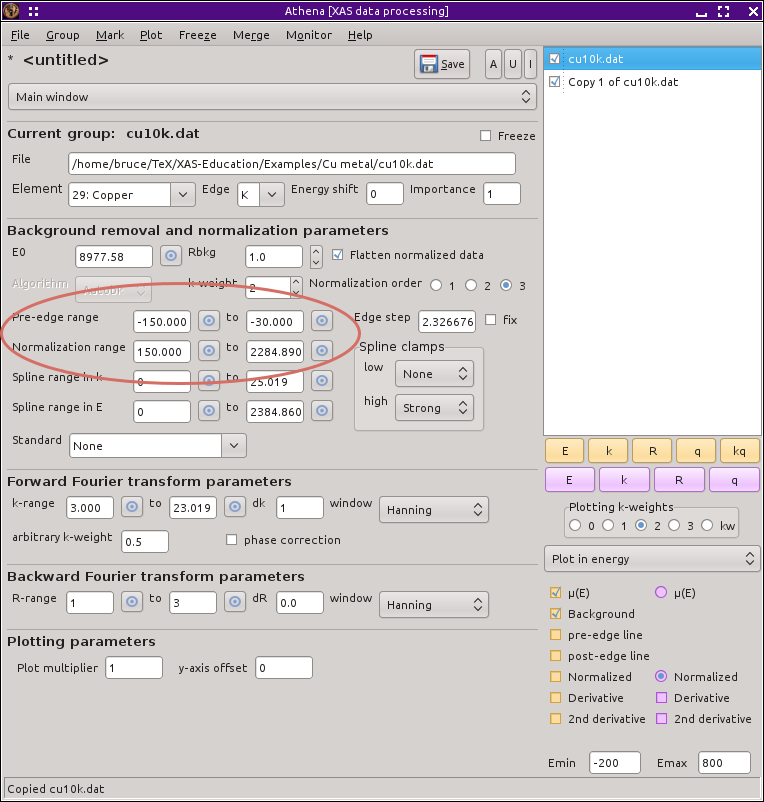 Athena [XAS data processing]
File Group Mark Plot Freeze Merge Monitor Help
* <untitled>
Save A U I
Main window
Current group: cu10k.dat
Freeze
File /home/bruce/TeX/XAS-Education/Examples/Cu metal/cu10k.dat
Element 29: Copper Edge K Energy shift 0 Importance 1
Background removal and normalization parameters
E0 8977.58 Rbkg 1.0 Flatten normalized data
Algorithm Autobk k-weight 2 Normalization order 1 2 3
Pre-edge range -150.000 to -30.000 Edge step 2.326676 fix
Normalization range 150.000 to 2284.890
Spline clamps
Spline range in k 0 to 25.019
low None
Spline range in E 0 to 2384.860
high Strong
Standard None
Forward Fourier transform parameters
k-range 3.000 to 23.019 dk 1 window Hanning
arbitrary k-weight 0.5 phase correction
Backward Fourier transform parameters
R-range 1 to 3 dR 0.0 window Hanning
Plotting parameters
Plot multiplier 1 y-axis offset 0
cu10k.dat
Copy 1 of cu10k.dat
E k R q kq
E k R q
Plotting k-weights
0 1 2 3 kw
Plot in energy
μ(E) μ(E)
Background
pre-edge line
post-edge line
Normalized Normalized
Derivative Derivative
2nd derivative 2nd derivative
Emin -200 Emax 800
Copied cu10k.dat